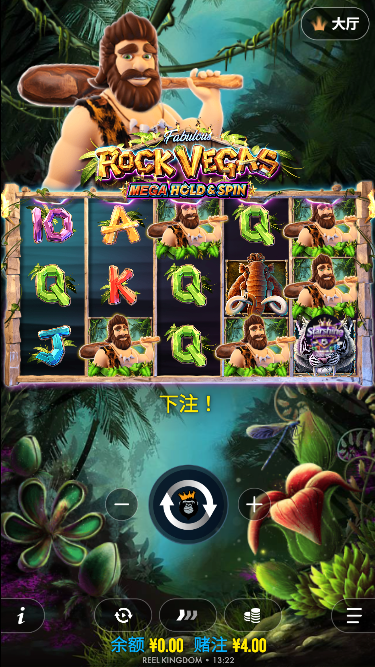 大厅
Fabulous
ROCK VEGAS
MEGA HOLD & SPIN
10 A Q
Q K Q
J Q
下注！
余额 ¥0.00 赌注 ¥4.00
REEL KINGDOM • 13:22